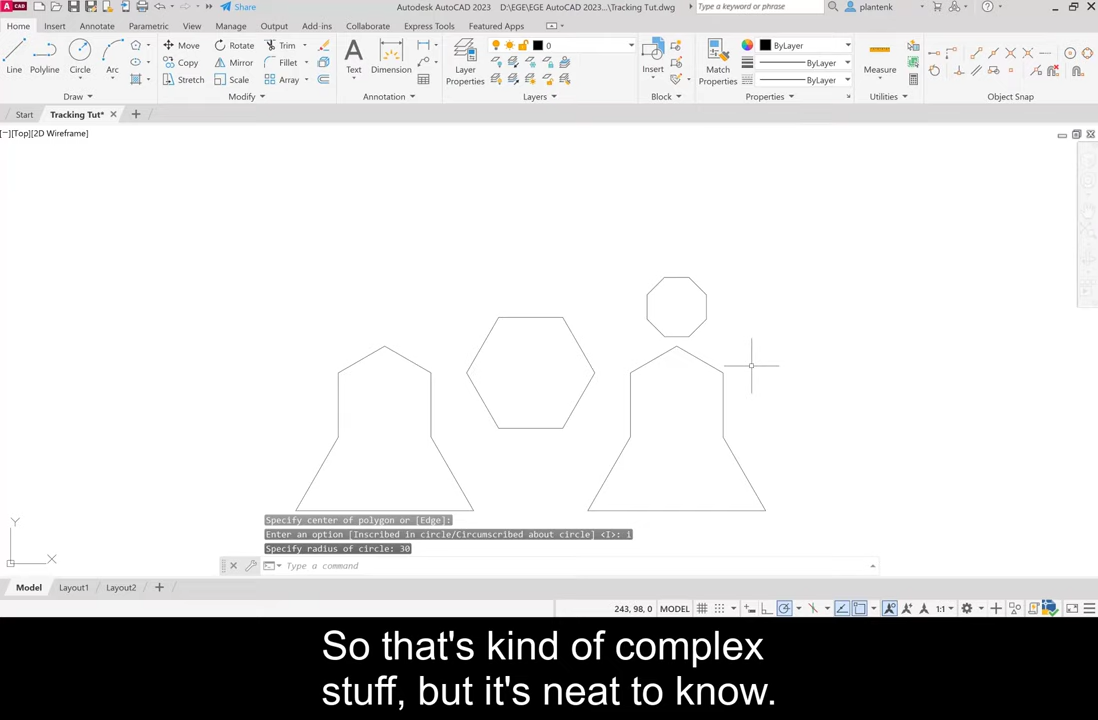 CAD
Share
Autodesk AutoCAD 2023 D:\EGE\EGE AutoCAD 2023...\Tracking Tut.dwg
Type a keyword or phrase
plantenk
Home Insert Annotate Parametric View Manage Output Add-ins Collaborate Express Tools Featured Apps
Line Polyline Circle Arc
Move Rotate Trim
Copy Mirror Fillet
Stretch Scale Array
Text Dimension
Layer Properties
0
Insert
Match Properties
ByLayer
ByLayer
ByLayer
Measure
Draw Modify Annotation Layers Block Properties Utilities Object Snap
Start Tracking Tut*
[−][Top][2D Wireframe]
Y
X
Specify center of polygon or [Edge]:
Enter an option [Inscribed in circle/Circumscribed about circle] <I>: i
Specify radius of circle: 30
Type a command
Model Layout1 Layout2
243, 98, 0 MODEL 1:1
So that's kind of complex
stuff, but it's neat to know.